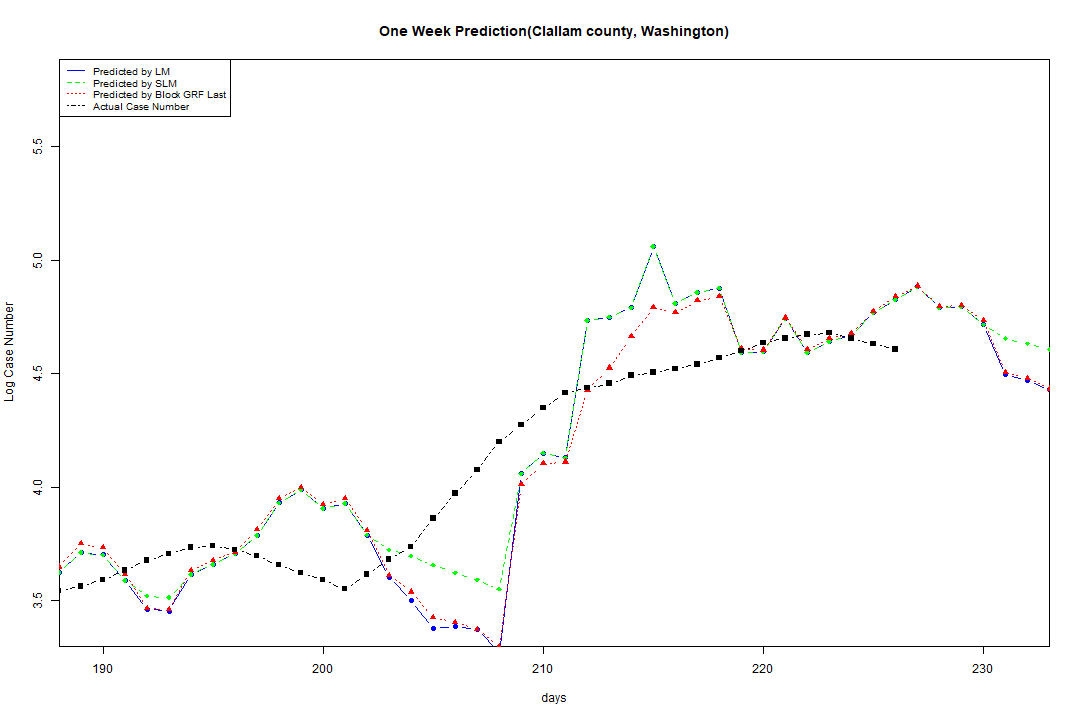 One Week Prediction(Clallam county, Washington)
Predicted by LM
Predicted by SLM
Predicted by Block GRF Last
Actual Case Number
5.5
5.0
4.5
4.0
3.5
Log Case Number
190 200 210 220 230
days